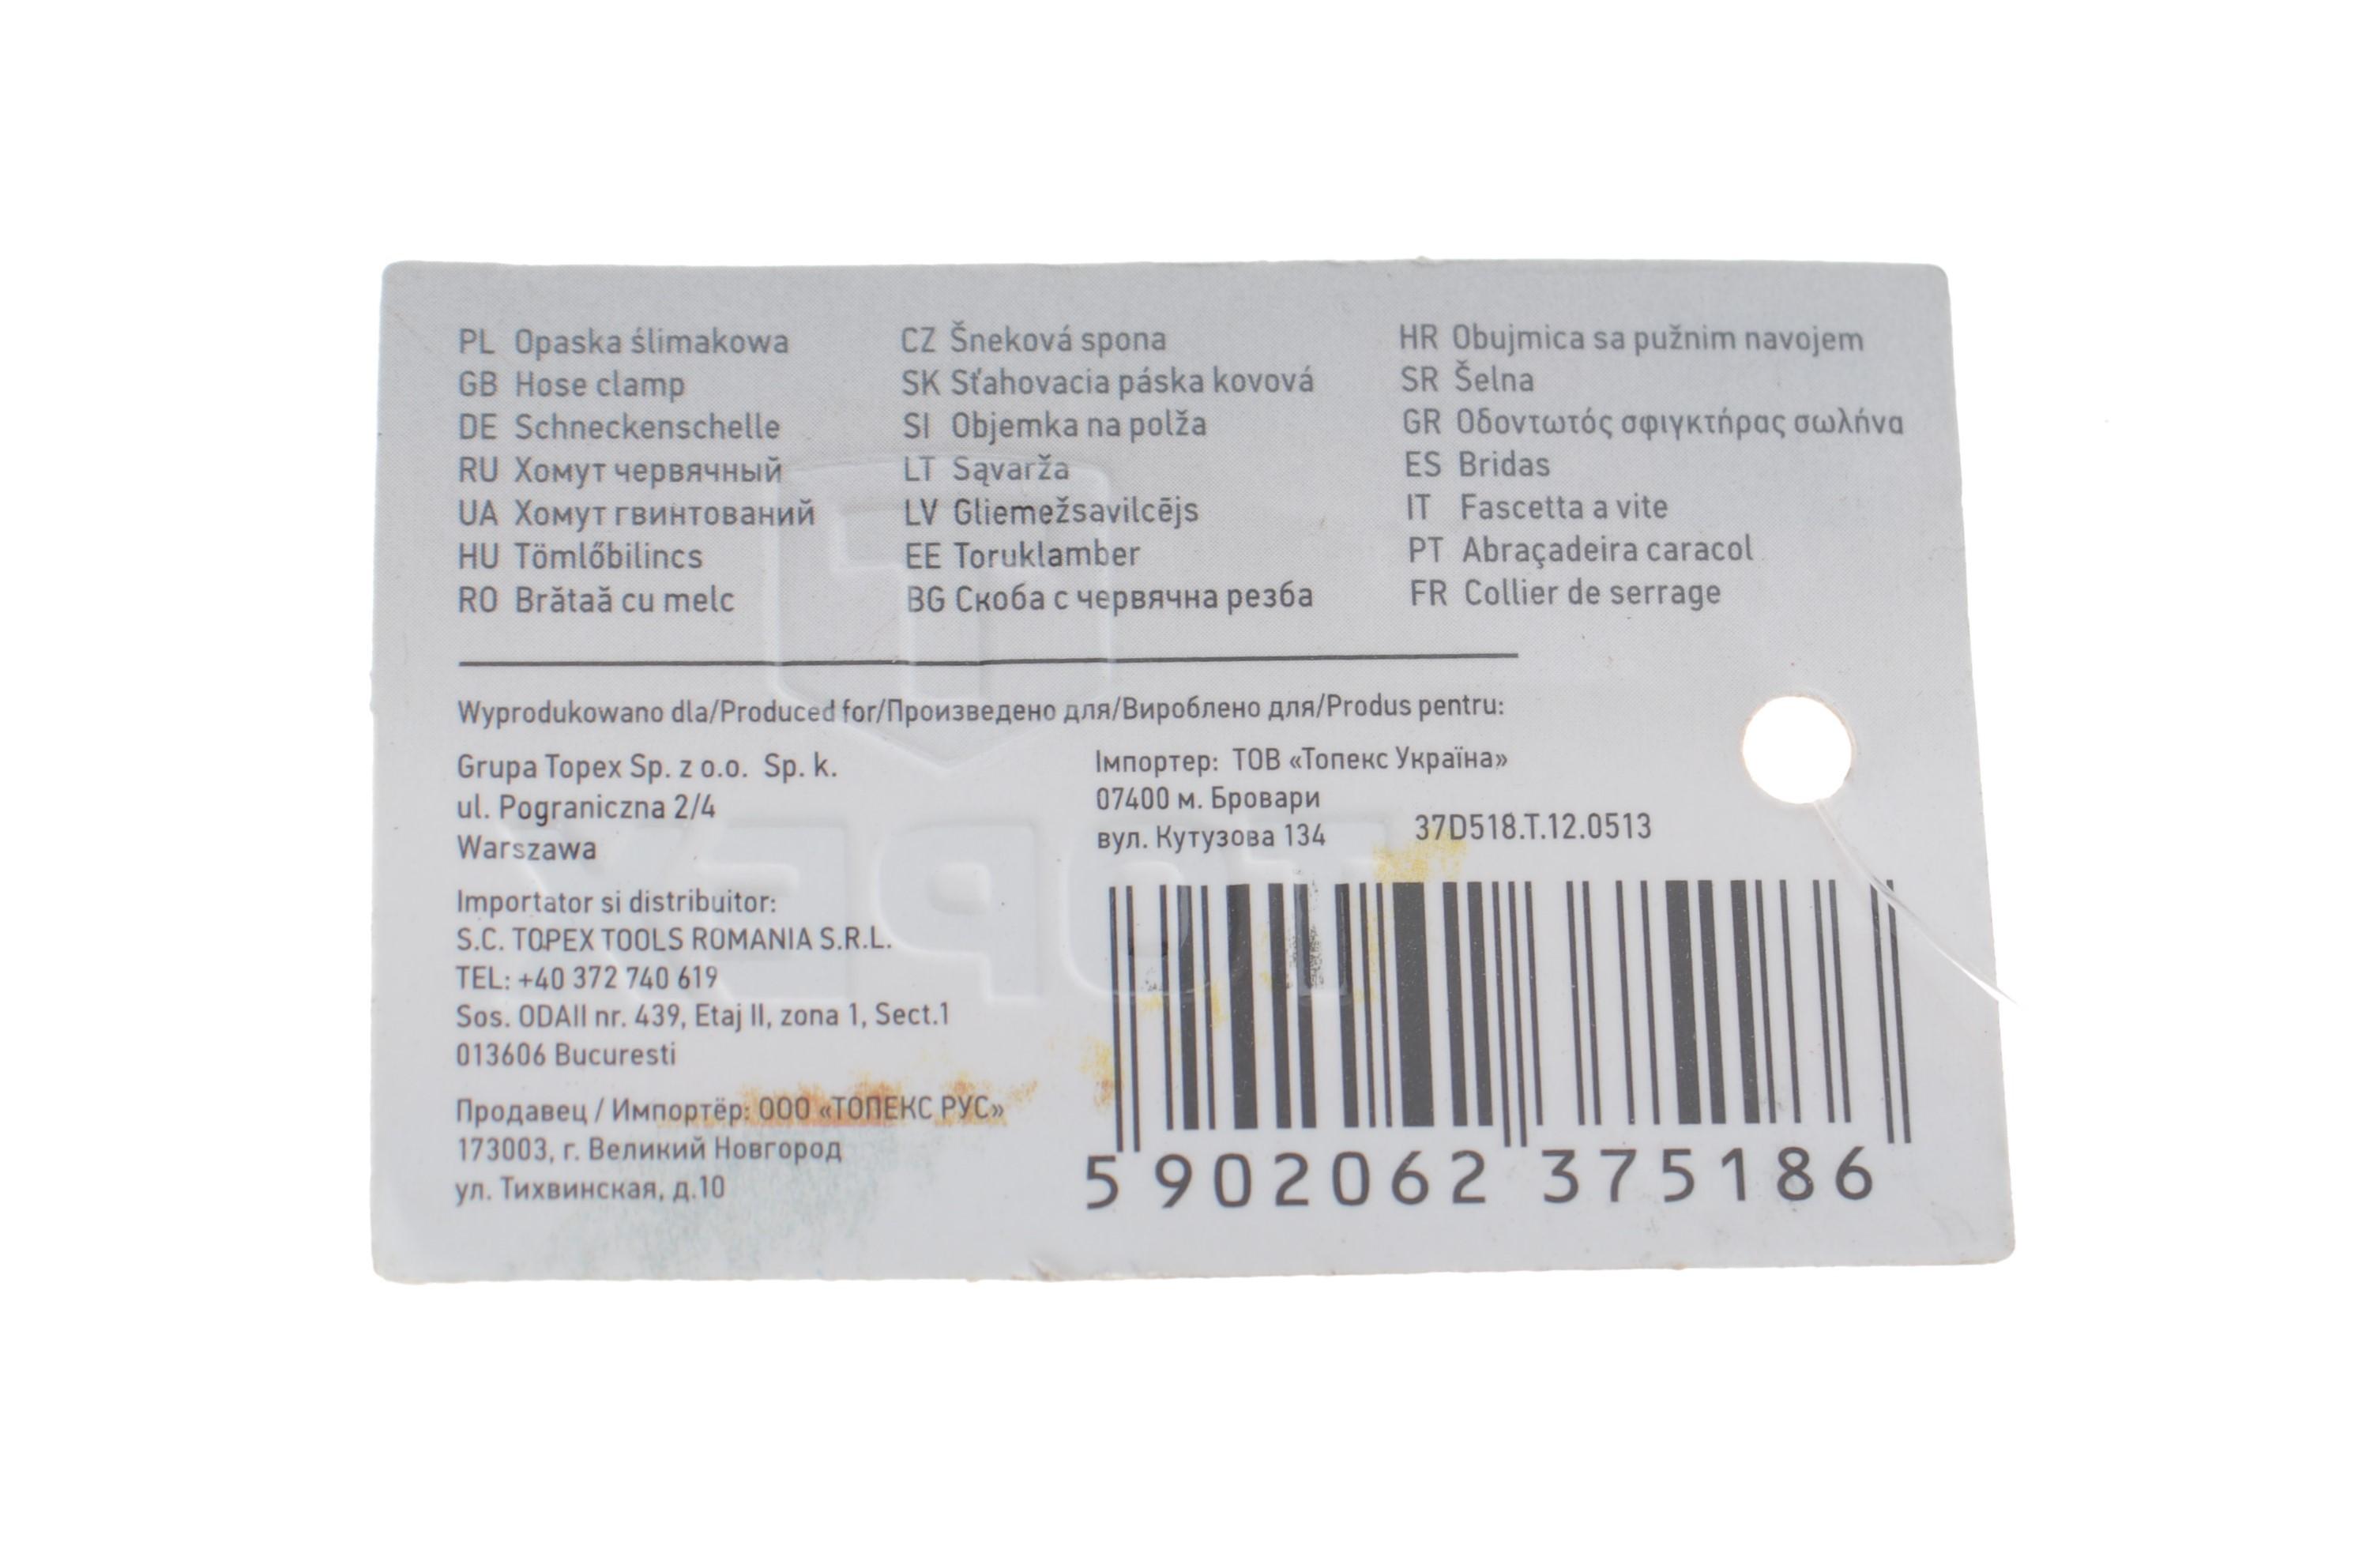 PL Opaska ślimakowa
GB Hose clamp
DE Schneckenschelle
RU Хомут червячный
UA Хомут гвинтований
HU Tömlőbilincs
RO Brătaă cu melc
CZ Šneková spona
SK Sťahovacia páska kovová
SI Objemka na polža
LT Sąvarža
LV Gliemežsavilcējs
EE Toruklamber
BG Скоба с червячна резба
HR Obujmica sa pužnim navojem
SR Šelna
GR Οδοντωτός σφιγκτήρας σωλήνα
ES Bridas
IT Fascetta a vite
PT Abraçadeira caracol
FR Collier de serrage
Wyprodukowano dla/Produced for/Произведено для/Вироблено для/Produs pentru:
Grupa Topex Sp. z o.o. Sp. k.
ul. Pograniczna 2/4
Warszawa
Importator si distribuitor:
S.C. TOPEX TOOLS ROMANIA S.R.L.
TEL: +40 372 740 619
Sos. ODAII nr. 439, Etaj II, zona 1, Sect.1
013606 Bucuresti
Продавец / Импортёр: ООО «ТОПЕКС РУС»
173003, г. Великий Новгород
ул. Тихвинская, д.10
Імпортер: ТОВ «Топекс Україна»
07400 м. Бровари
вул. Кутузова 134
37D518.T.12.0513
TOPEX
5 902062 375186